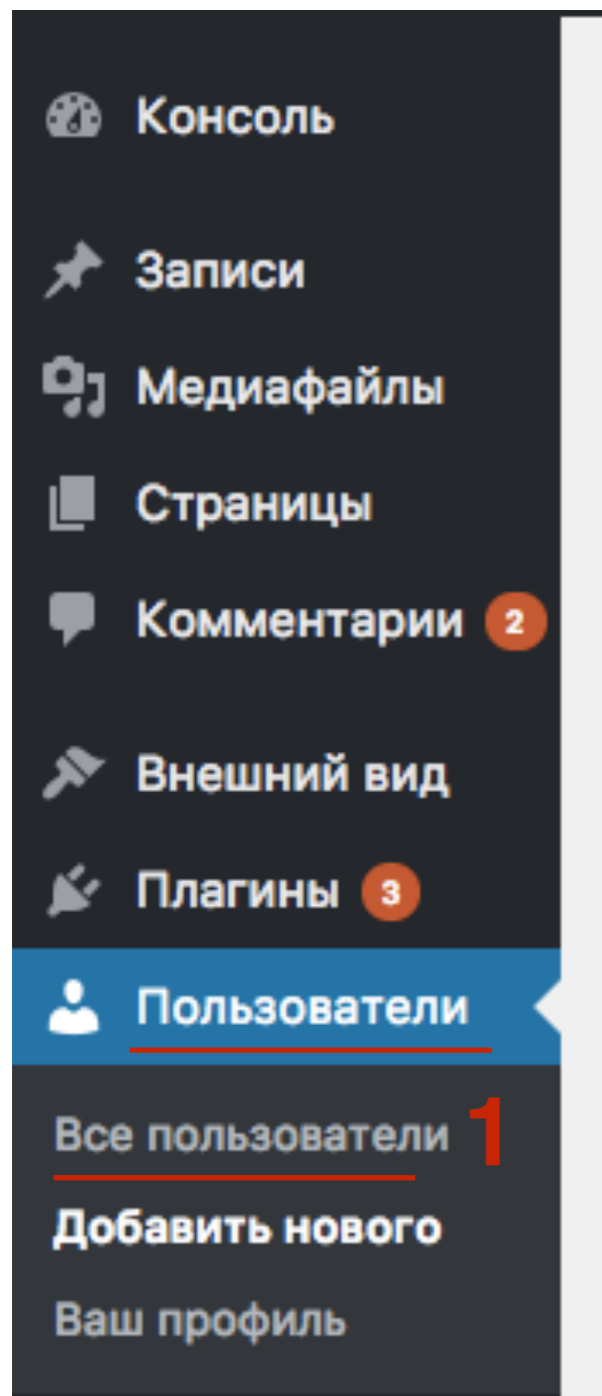 Консоль
Записи
Медиафайлы
Страницы
Комментарии 2
Внешний вид
Плагины 3
Пользователи
Все пользователи 1
Добавить нового
Ваш профиль